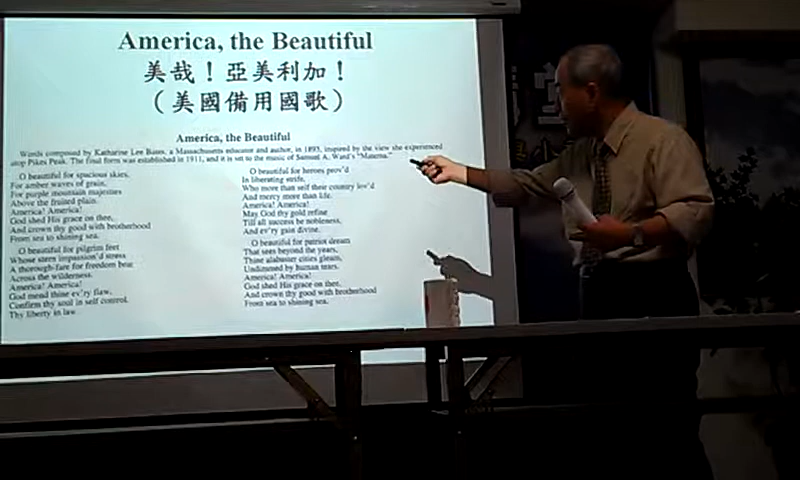 America, the Beautiful
美哉！亞美利加！
（美國備用國歌）
America, the Beautiful
Words composed by Katharine Lee Bates, a Massachusetts educator and author, in 1893, inspired by the view she experienced
atop Pikes Peak. The final form was established in 1911, and it is set to the music of Samuel A. Ward's "Materna."
O beautiful for spacious skies,
For amber waves of grain,
For purple mountain majesties
Above the fruited plain.
America! America!
God shed His grace on thee,
And crown thy good with brotherhood
From sea to shining sea.
O beautiful for pilgrim feet
Whose stern impassion'd stress
A thorough-fare for freedom beat
Across the wilderness.
America! America!
God mend thine ev'ry flaw,
Confirm thy soul in self control,
Thy liberty in law.
O beautiful for heroes prov'd
In liberating strife,
Who more than self their country lov'd
And mercy more than life.
America! America!
May God thy gold refine
Till all success be nobleness,
And ev'ry gain divine.
O beautiful for patriot dream
That sees beyond the years,
Thine alabaster cities gleam,
Undimmed by human tears.
America! America!
God shed His grace on thee,
And crown thy good with brotherhood
From sea to shining sea.